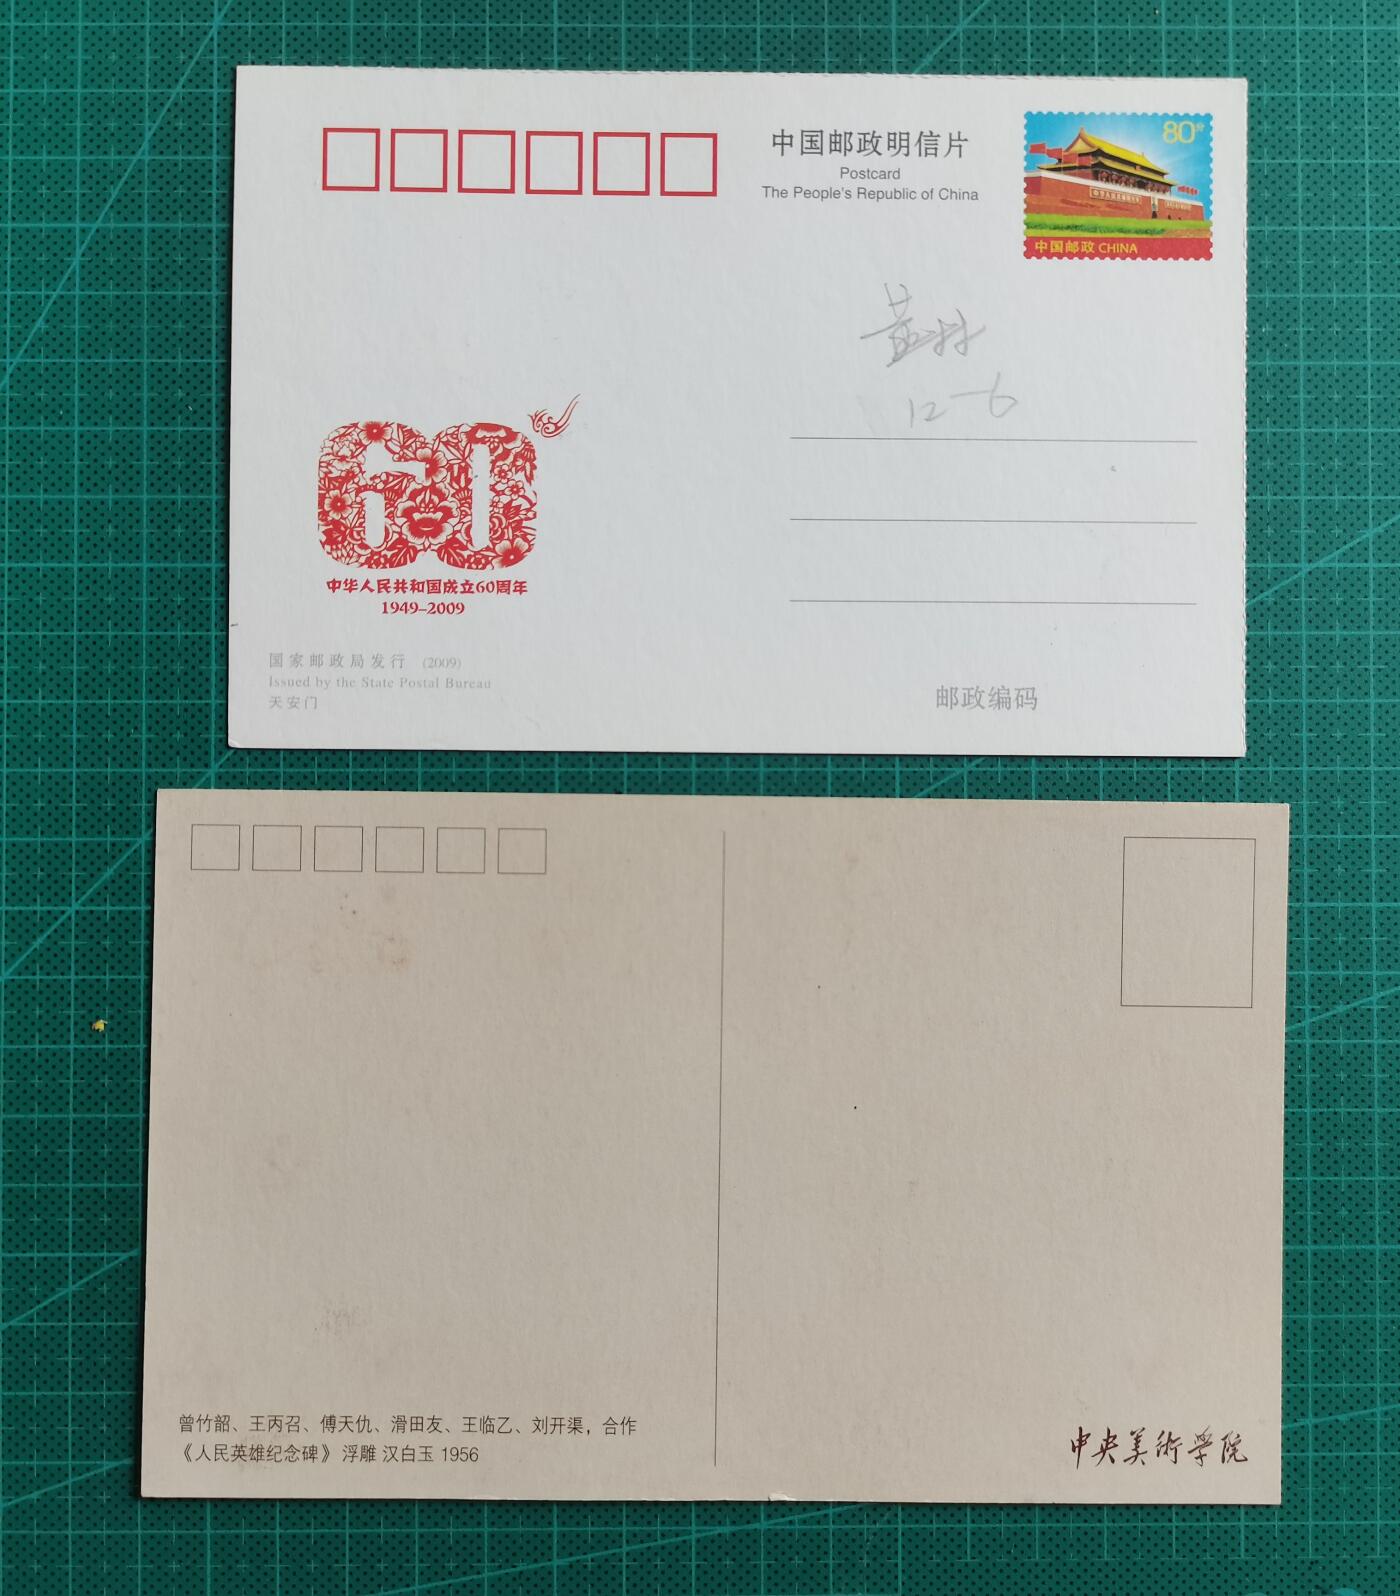 中国邮政明信片
Postcard
The People's Republic of China
80分
中国邮政 CHINA
12-6
60
中华人民共和国成立60周年
1949-2009
国家邮政局发行 (2009)
Issued by the State Postal Bureau
天安门
邮政编码
曾竹韶、王丙召、傅天仇、滑田友、王临乙、刘开渠，合作
《人民英雄纪念碑》 浮雕 汉白玉 1956
中央美術学院